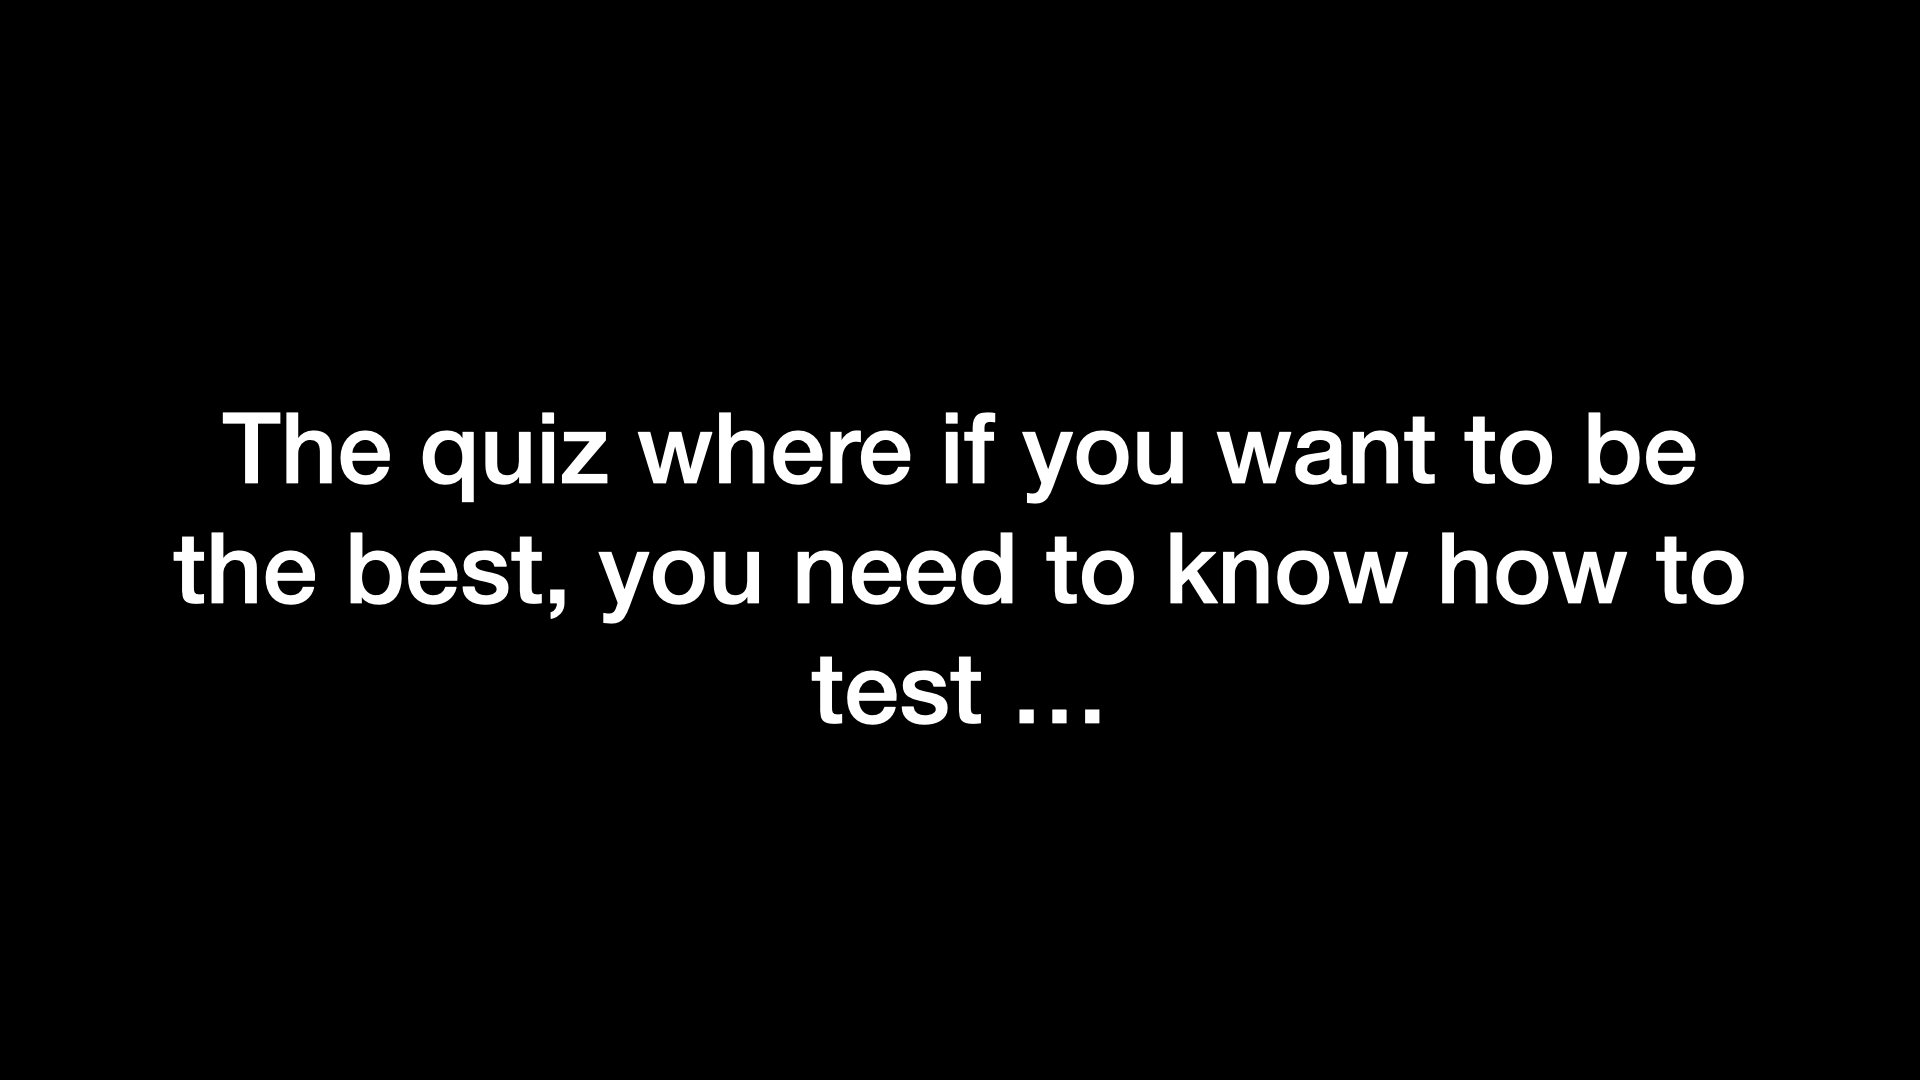 The quiz where if you want to be
the best, you need to know how to
test …